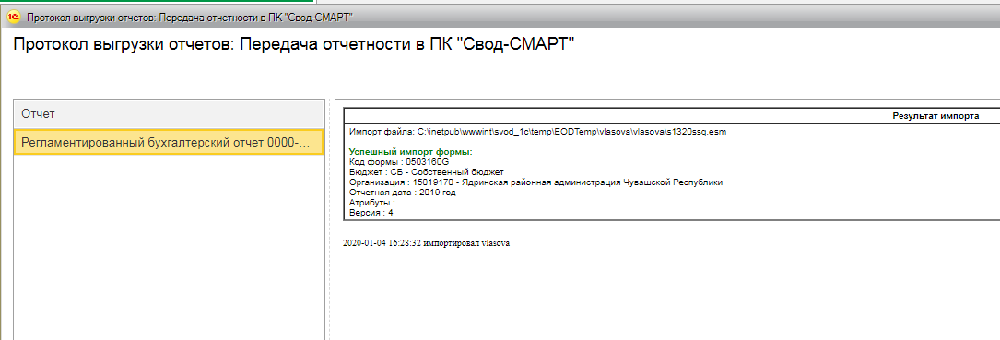 Протокол выгрузки отчетов: Передача отчетности в ПК "Свод-СМАРТ"
Протокол выгрузки отчетов: Передача отчетности в ПК "Свод-СМАРТ"
Отчет
Регламентированный бухгалтерский отчет 0000-...
Результат импорта
Импорт файла: C:\inetpub\wwwint\svod_1c\temp\EODTemp\vlasova\vlasova\s1320ssq.esm
Успешный импорт формы:
Код формы : 0503160G
Бюджет : СБ - Собственный бюджет
Организация : 15019170 - Ядринская районная администрация Чувашской Республики
Отчетная дата : 2019 год
Атрибуты :
Версия : 4
2020-01-04 16:28:32 импортировал vlasova